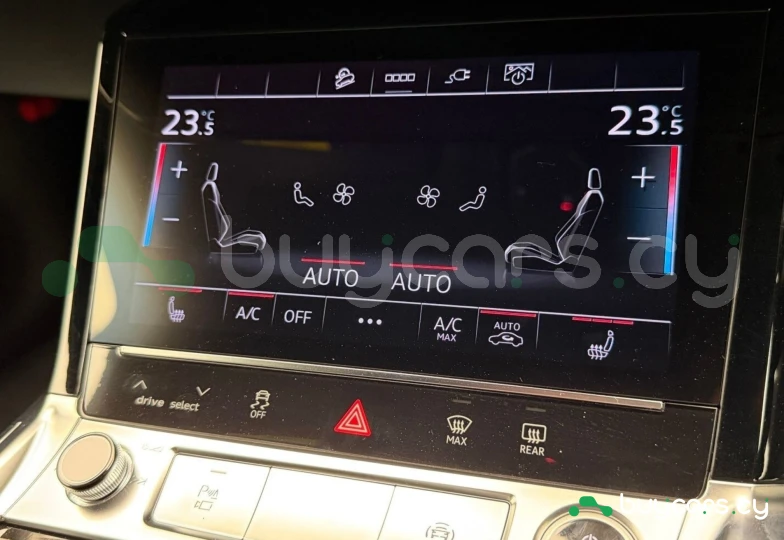 23.5 °C
23.5 °C
+
+
−
−
buycars.cy
AUTO
AUTO
A/C
OFF
•••
A/C
MAX
AUTO
drive select
OFF
MAX
REAR
buycars.cy